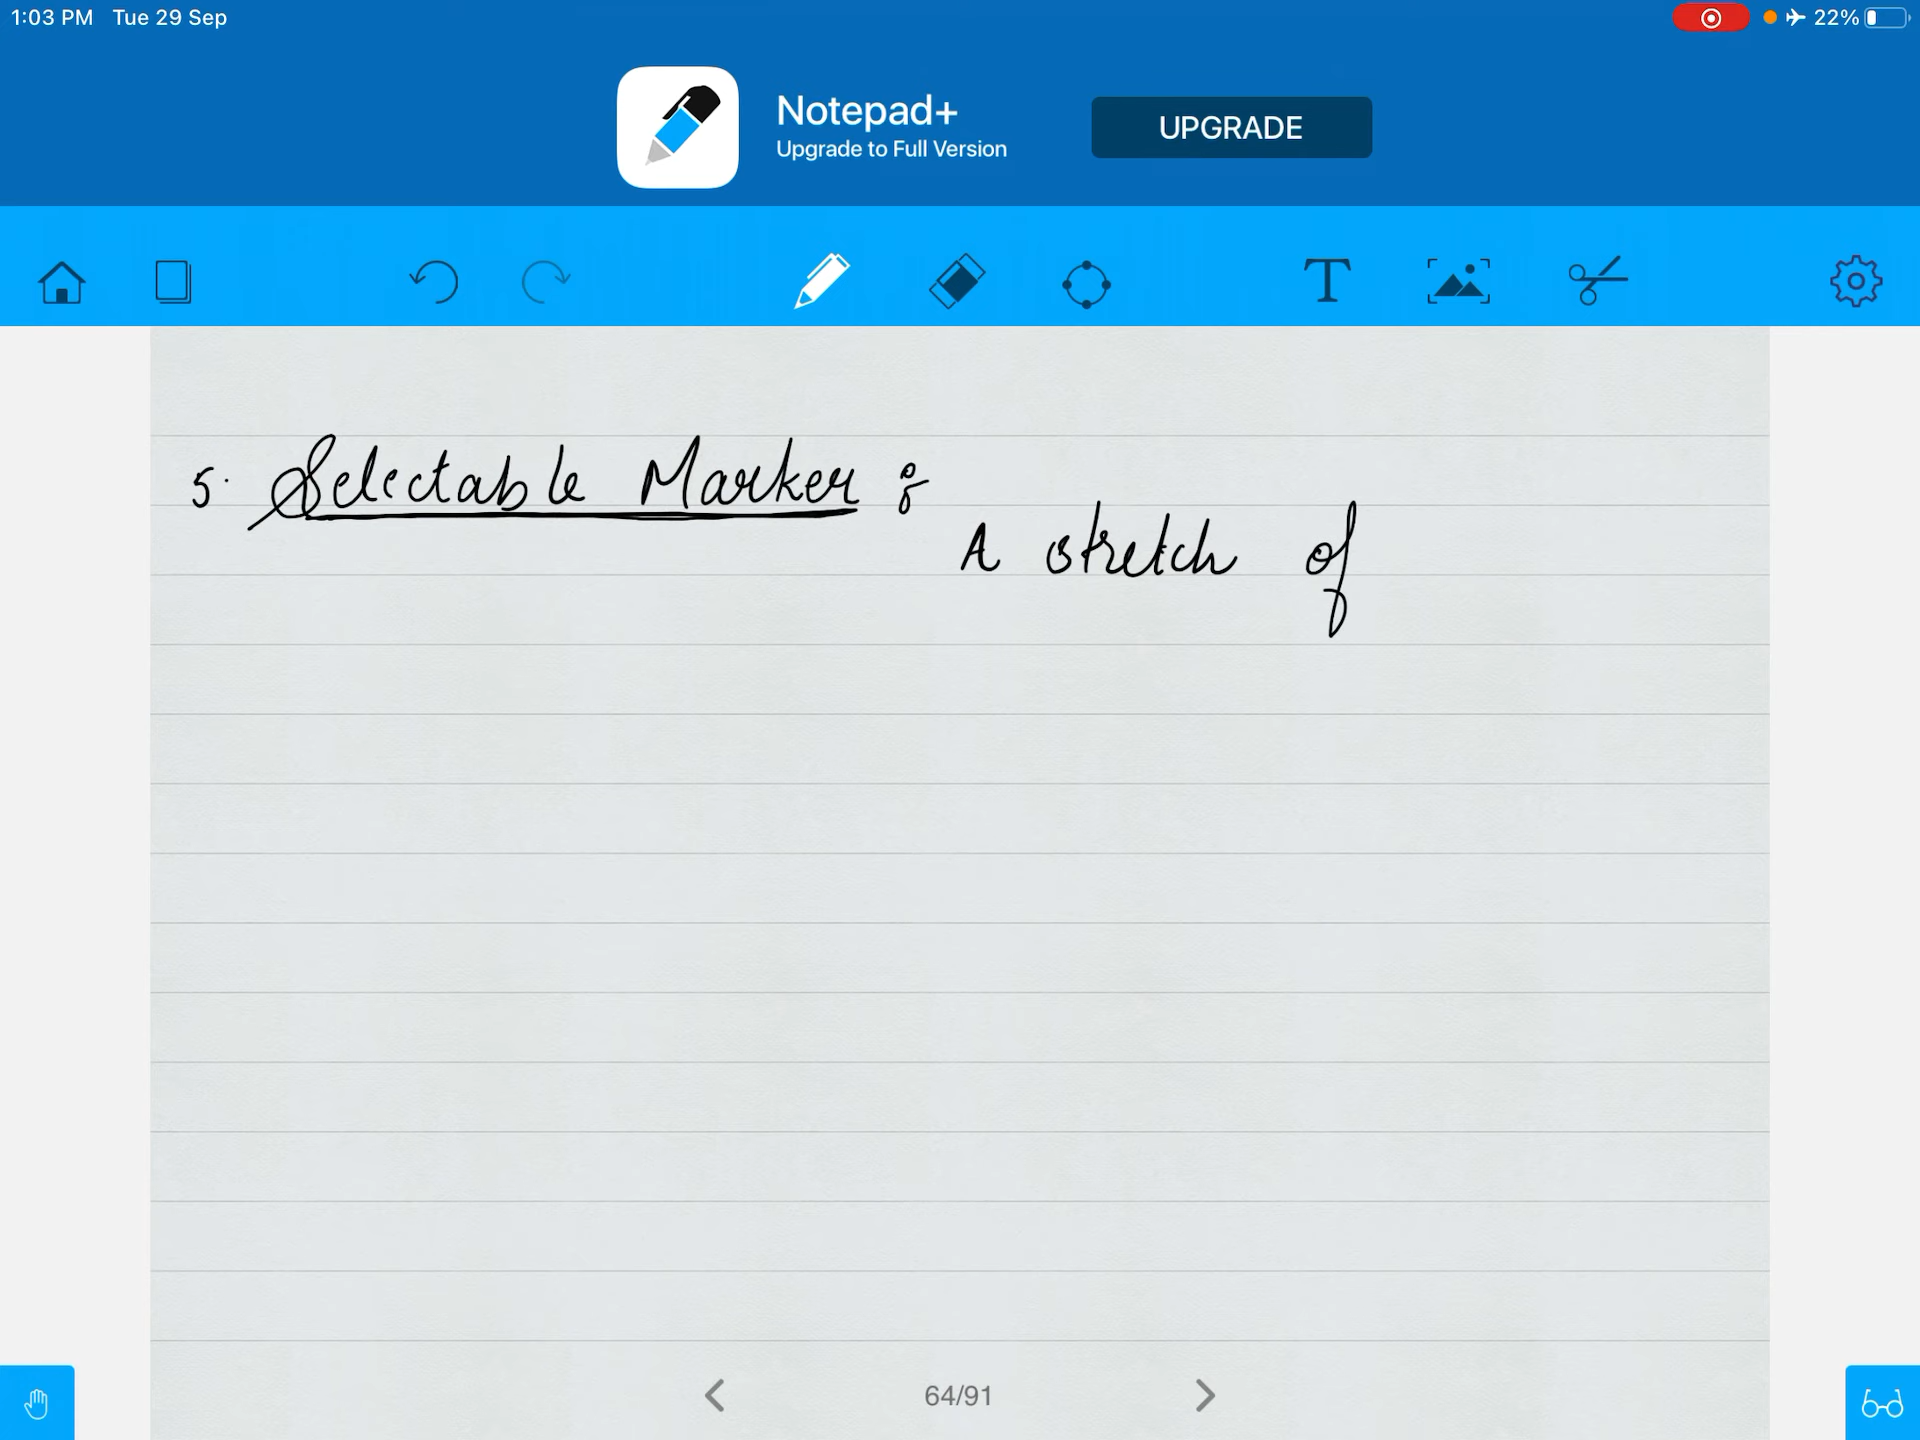 1:03 PM Tue 29 Sep 22%
Notepad+
Upgrade to Full Version
UPGRADE
T
5. Selectable Marker :
A stretch of
64/91